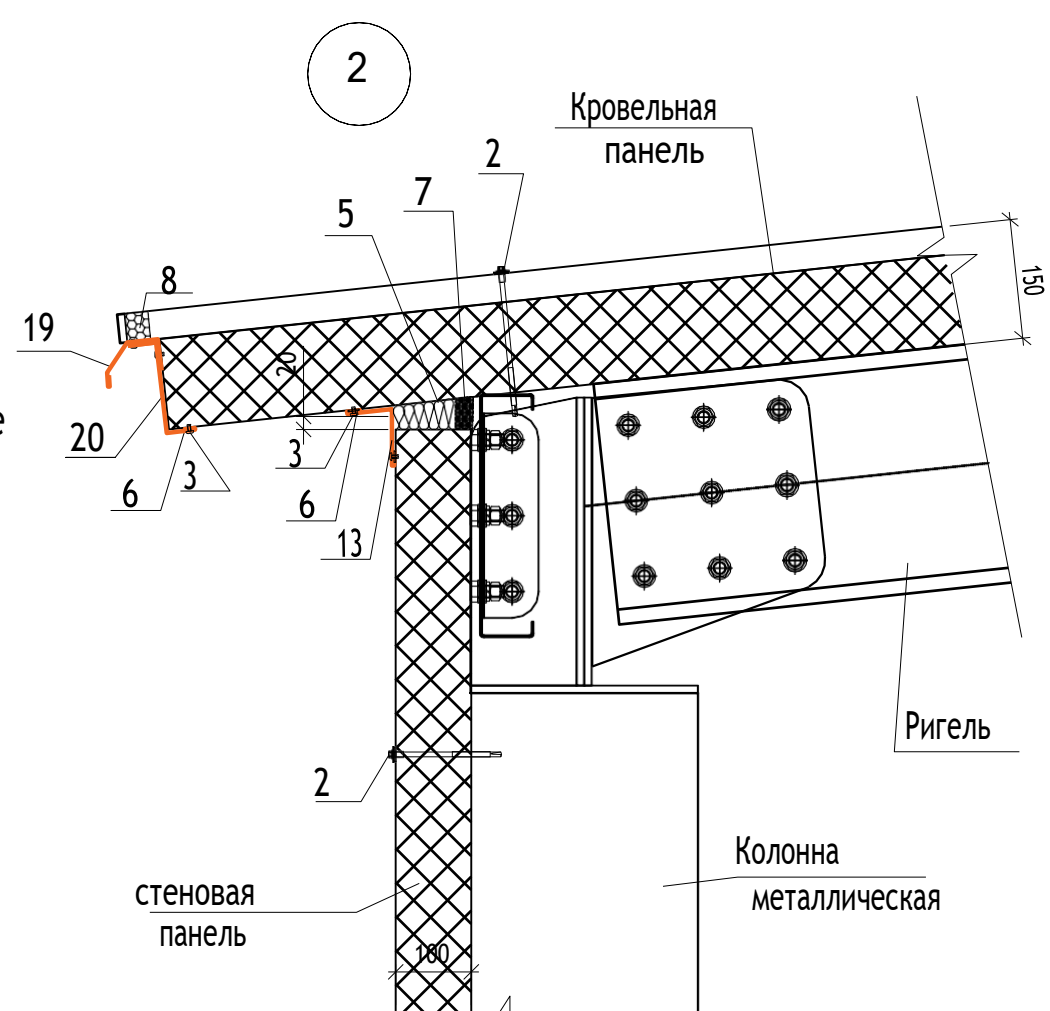 2
Кровельная
панель
2
7
5
8
19
150
20
20
3
3
6
6
13
Ригель
2
Колонна
металлическая
стеновая
панель
100
е